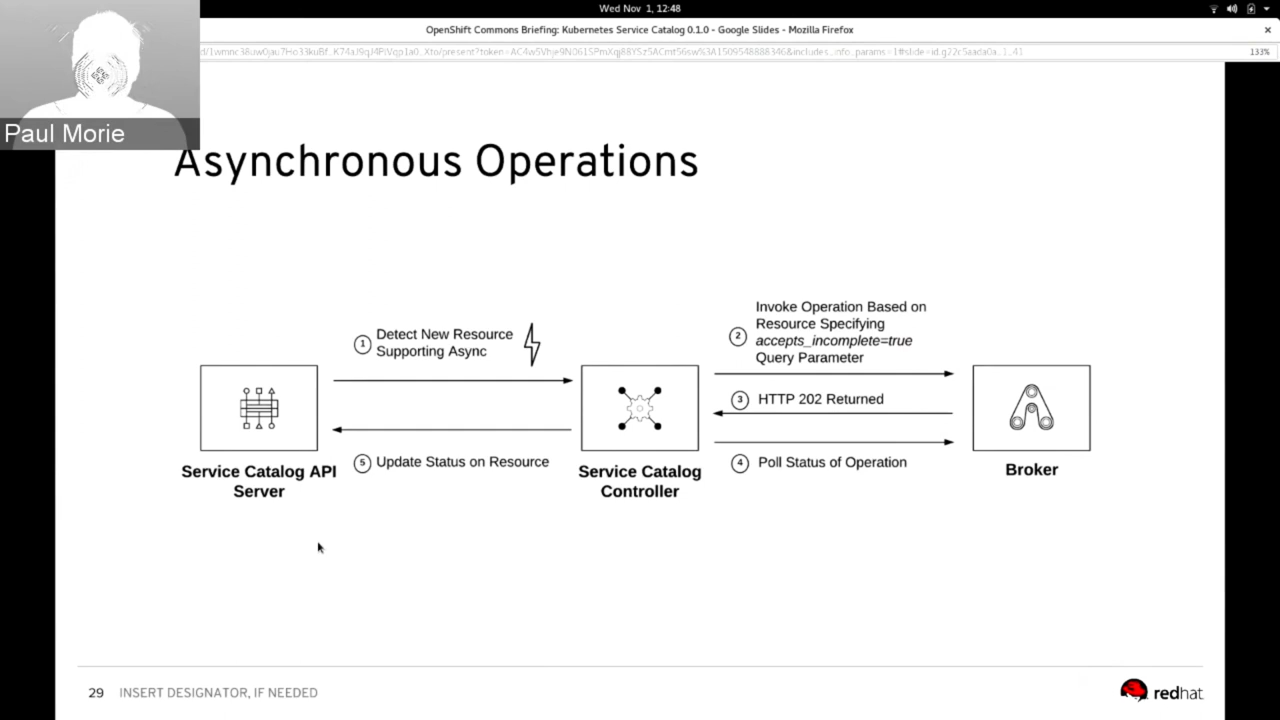 Wed Nov 1, 12:48
OpenShift Commons Briefing: Kubernetes Service Catalog 0.1.0 - Google Slides - Mozilla Firefox
133%
Paul Morie
Asynchronous Operations
1
Detect New Resource
Supporting Async
2
Invoke Operation Based on
Resource Specifying
accepts_incomplete=true
Query Parameter
3
HTTP 202 Returned
5
Update Status on Resource
4
Poll Status of Operation
Service Catalog API
Server
Service Catalog
Controller
Broker
29 INSERT DESIGNATOR, IF NEEDED
redhat